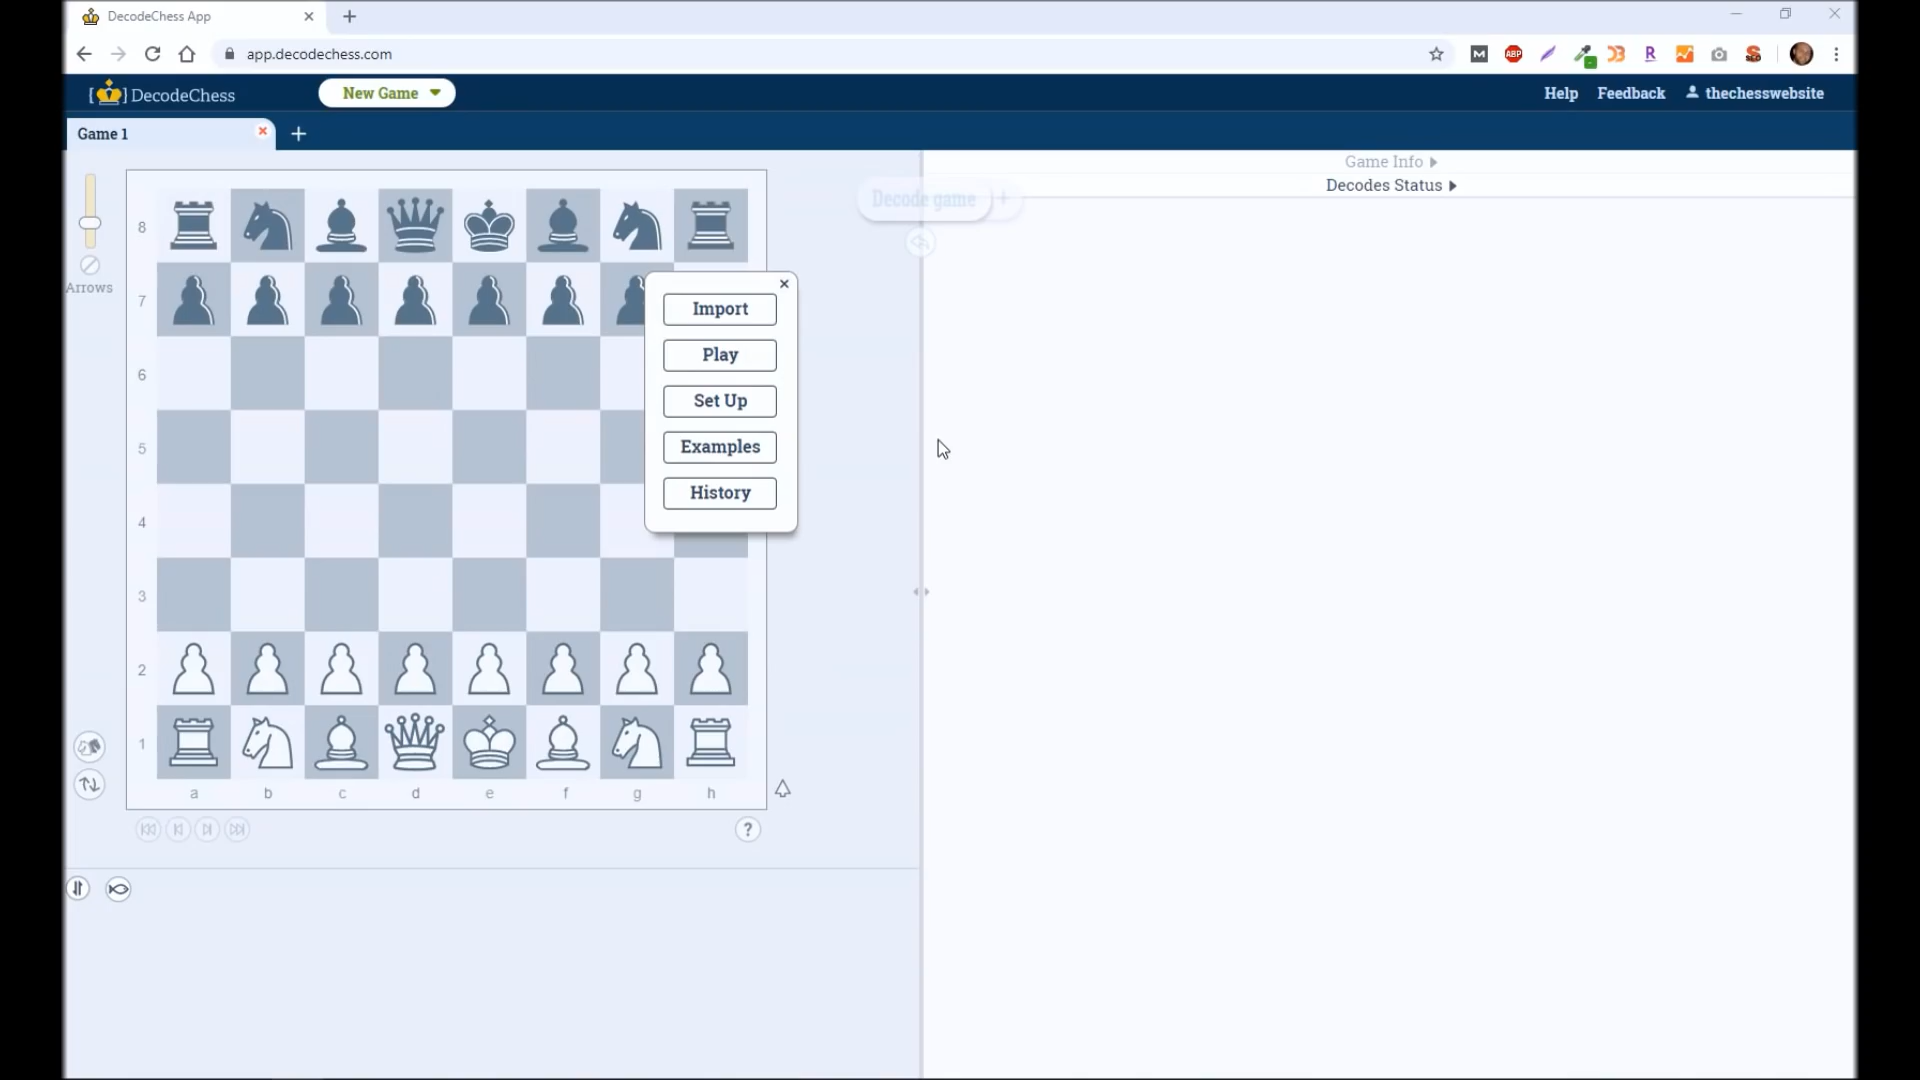 DecodeChess App
app.decodechess.com
M ABP R
DecodeChess
New Game
Help Feedback thechesswebsite
Game 1
Game Info
Decodes Status
Decode game
Arrows
8
7
6
5
4
3
2
1
a b c d e f g h
Import
Play
Set Up
Examples
History
?